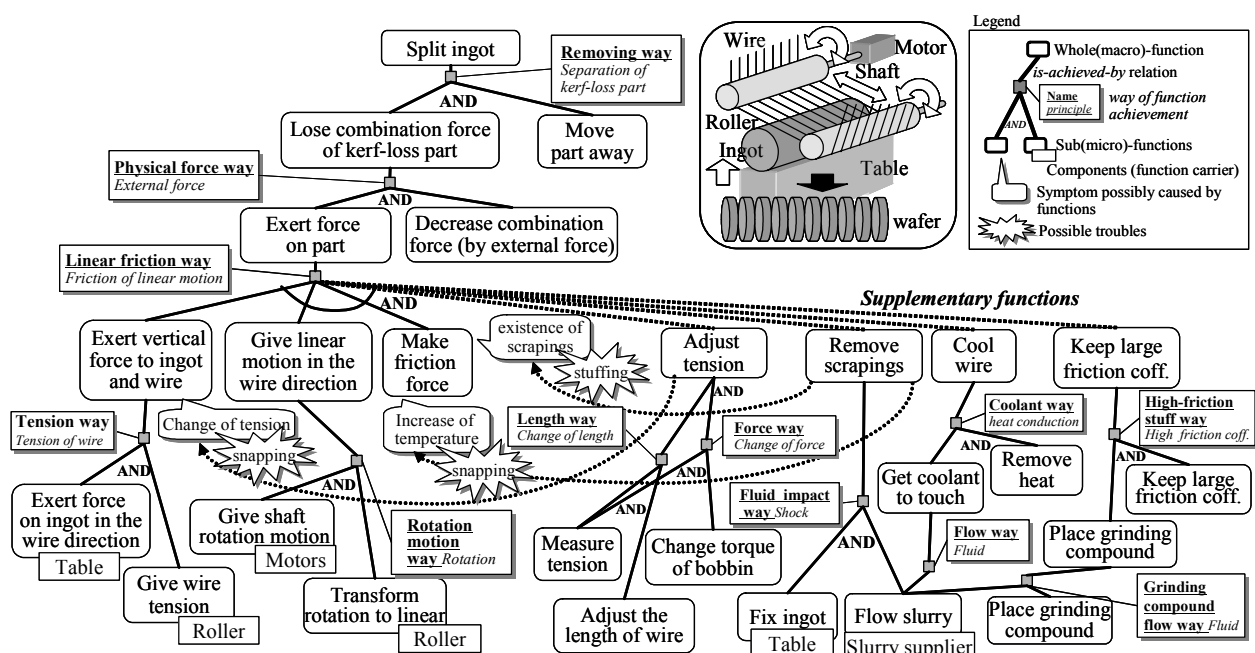 Split ingot
Removing way
Separation of
kerf-loss part
AND
Lose combination force
of kerf-loss part
Move
part away
Physical force way
External force
AND
Exert force
on part
Decrease combination
force (by external force)
Linear friction way
Friction of linear motion
AND
Wire
Motor
Shaft
Roller
Ingot
Table
wafer
Legend
Whole(macro)-function
is-achieved-by relation
Name
principle
way of function
achievement
AND
Sub(micro)-functions
Components (function carrier)
Symptom possibly caused by
functions
Possible troubles
Supplementary functions
Exert vertical
force to ingot
and wire
Give linear
motion in the
wire direction
Make
friction
force
existence of
scrapings
stuffing
Adjust
tension
Remove
scrapings
Cool
wire
Keep large
friction coff.
Tension way
Tension of wire
Change of tension
snapping
Increase of
temperature
snapping
Length way
Change of length
AND
Force way
Change of force
Coolant way
heat conduction
High-friction
stuff way
High friction coff.
AND
AND
AND
AND
AND
AND
Exert force
on ingot in the
wire direction
Table
Give wire
tension
Roller
Give shaft
rotation motion
Motors
Transform
rotation to linear
Roller
Rotation
motion
way Rotation
Measure
tension
Change torque
of bobbin
Adjust the
length of wire
Fluid impact
way Shock
AND
Get coolant
to touch
Remove
heat
Keep large
friction coff.
Flow way
Fluid
Place grinding
compound
Fix ingot
Table
Flow slurry
Slurry supplier
Place grinding
compound
Grinding
compound
flow way Fluid